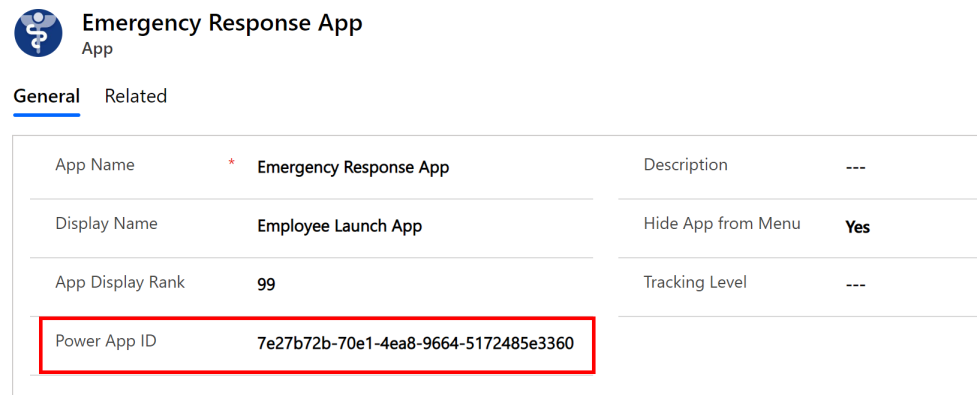 Emergency Response App
App
General Related
App Name * Emergency Response App
Description ---
Display Name Employee Launch App
Hide App from Menu Yes
App Display Rank 99
Tracking Level ---
Power App ID 7e27b72b-70e1-4ea8-9664-5172485e3360